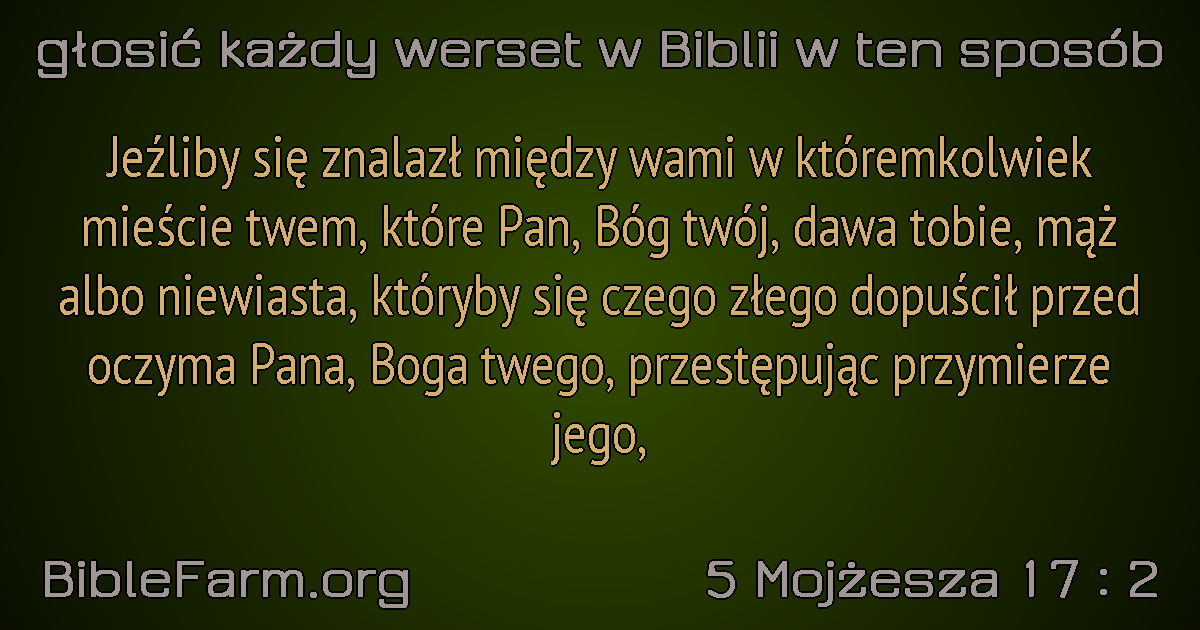 głosić każdy werset w Biblii w ten sposób
Jeźliby się znalazł między wami w któremkolwiek
mieście twem, które Pan, Bóg twój, dawa tobie, mąż
albo niewiasta, któryby się czego złego dopuścił przed
oczyma Pana, Boga twego, przestępując przymierze
jego,
BibleFarm.org
5 Mojżesza 17 : 2